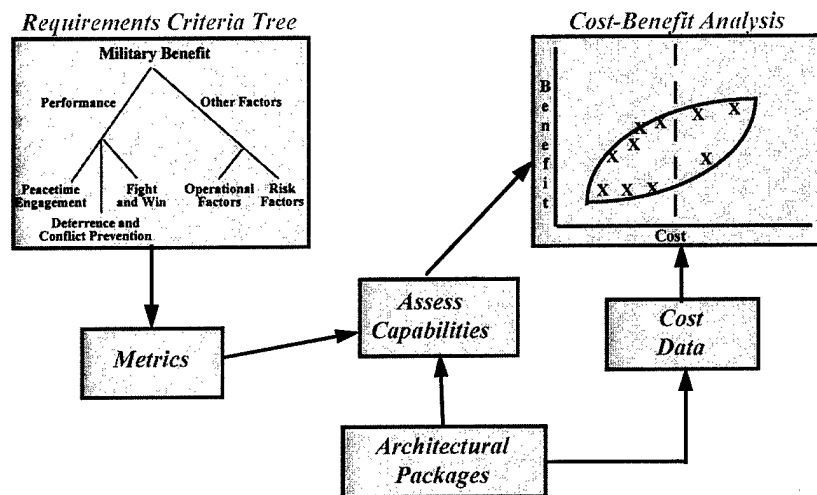 Requirements Criteria Tree
Military Benefit
Performance
Other Factors
Peacetime
Engagement
Fight
and Win
Operational
Factors
Risk
Factors
Deterrence and
Conflict Prevention
Cost-Benefit Analysis
Benefit
X X X X X X X X X X
Cost
Assess
Capabilities
Metrics
Cost
Data
Architectural
Packages